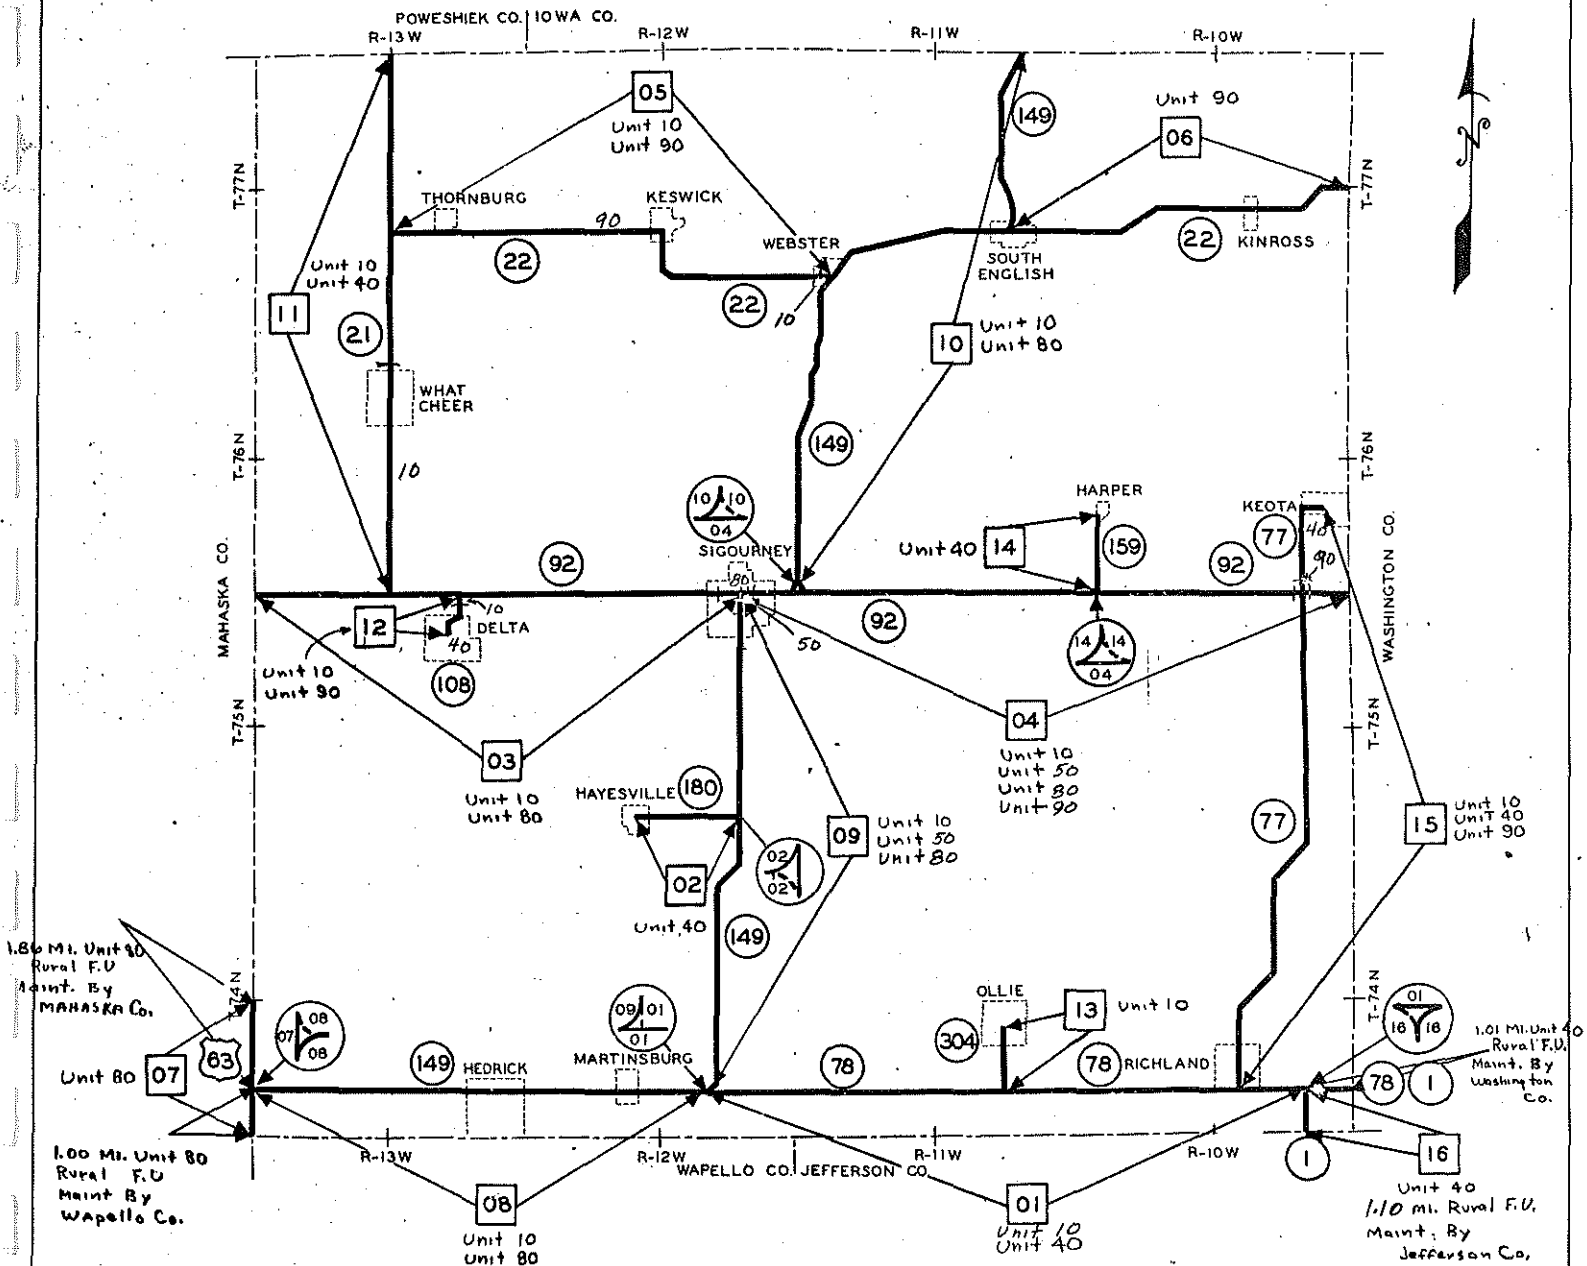 POWESHIEK CO. IOWA CO.
R-13W
R-12W
R-11W
R-10W
05
Unit 10
Unit 90
149
Unit 90
06
T-77N
T-77N
THORNBURG
KESWICK
90
WEBSTER
22
22
10
SOUTH
ENGLISH
22
KINROSS
Unit 10
Unit 40
11
21
10
Unit 10
Unit 80
WHAT
CHEER
149
T-76N
T-76N
10
10 10
04
SIGOURNEY
HARPER
KEOTA
77
40
Unit 40
14
159
92
92
90
MAHASKA CO.
WASHINGTON CO.
80
12
10
DELTA
40
50
92
14 14
04
Unit 10
Unit 90
108
T-75N
T-75N
03
04
Unit 10
Unit 80
Unit 10
Unit 50
Unit 80
Unit 90
HAYESVILLE
180
09
Unit 10
Unit 50
Unit 80
77
15
Unit 10
Unit 40
Unit 90
02
02
02
Unit 40
149
1.86 Mi. Unit 80
Rural F.U
Maint. By
MAHASKA Co.
T-74N
T-74N
OLLIE
13
Unit 10
07 08
08
09 01
01
01
16 16
304
1.01 Mi. Unit 40
Rural F.U.
Maint. By
Washington
Co.
63
Unit 80
07
149
HEDRICK
MARTINSBURG
78
78
RICHLAND
78
1
1.00 Mi. Unit 80
Rural F.U
Maint By
Wapello Co.
R-13W
R-12W
R-11W
R-10W
WAPELLO CO. JEFFERSON CO.
1
16
08
Unit 10
Unit 80
01
Unit 10
Unit 40
Unit 40
1.10 mi. Rural F.U.
Maint. By
Jefferson Co,
N